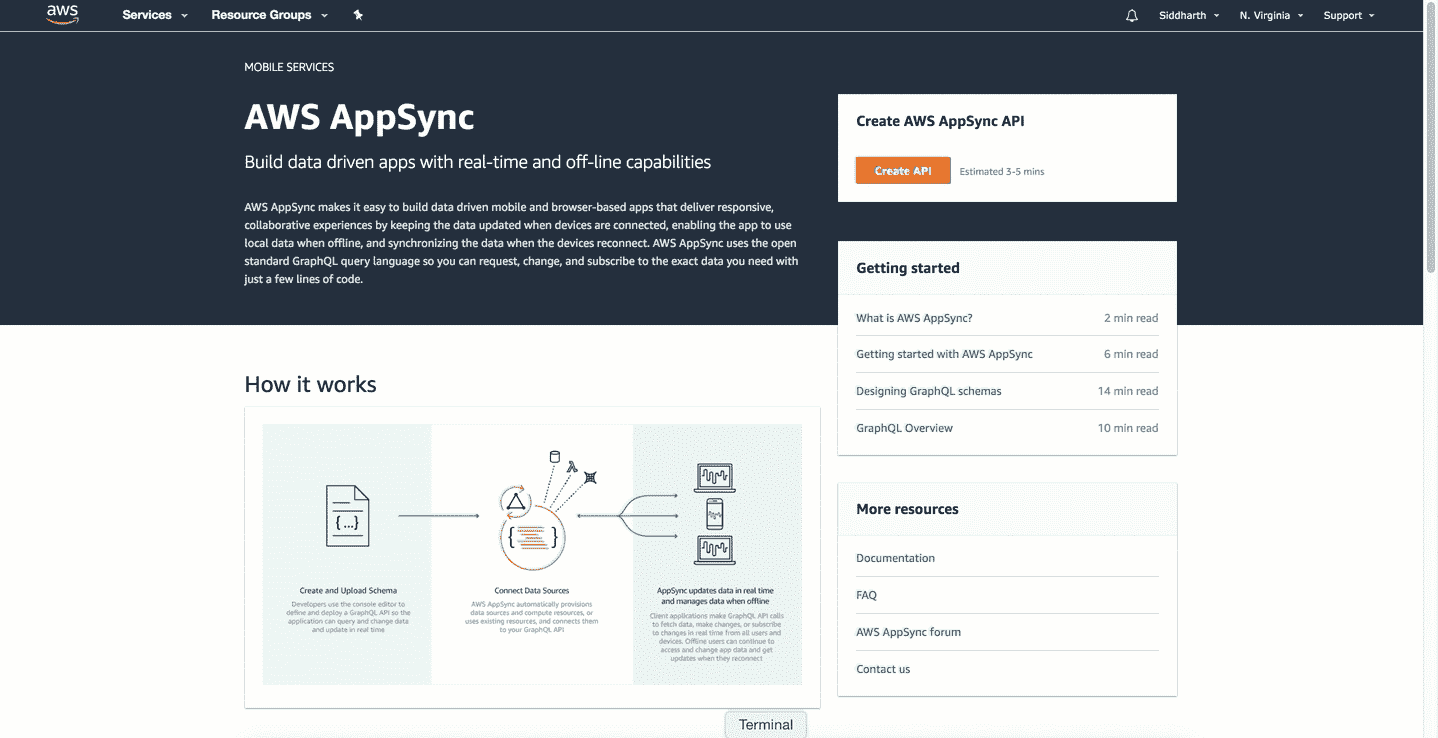 aws
Services
Resource Groups
Siddharth
N. Virginia
Support
MOBILE SERVICES
AWS AppSync
Build data driven apps with real-time and off-line capabilities
AWS AppSync makes it easy to build data driven mobile and browser-based apps that deliver responsive,
collaborative experiences by keeping the data updated when devices are connected, enabling the app to use
local data when offline, and synchronizing the data when the devices reconnect. AWS AppSync uses the open
standard GraphQL query language so you can request, change, and subscribe to the exact data you need with
just a few lines of code.
Create AWS AppSync API
Create API
Estimated 3-5 mins
Getting started
What is AWS AppSync? 2 min read
Getting started with AWS AppSync 6 min read
Designing GraphQL schemas 14 min read
GraphQL Overview 10 min read
How it works
{...}
{ }
Create and Upload Schema
Developers use the console editor to
define and deploy a GraphQL API so the
application can query and change data
and update in real time
Connect Data Sources
AWS AppSync automatically provisions
data sources and compute resources, or
uses existing resources, and connects them
to your GraphQL API
AppSync updates data in real time
and manages data when offline
Client applications make GraphQL API calls
to fetch data, make changes, or subscribe
to changes in real time from all users and
devices. Offline users can continue to
access and change app data and get
updates when they reconnect
More resources
Documentation
FAQ
AWS AppSync forum
Contact us
Terminal